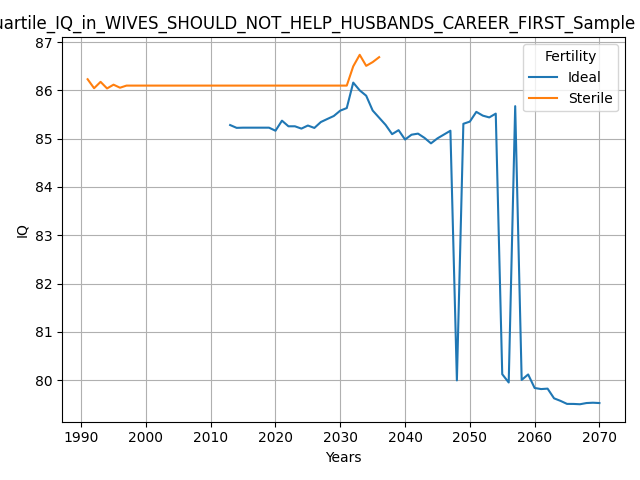 uartile_IQ_in_WIVES_SHOULD_NOT_HELP_HUSBANDS_CAREER_FIRST_Sample
87
86
85
84
83
82
81
80
IQ
Fertility
Ideal
Sterile
1990 2000 2010 2020 2030 2040 2050 2060 2070
Years